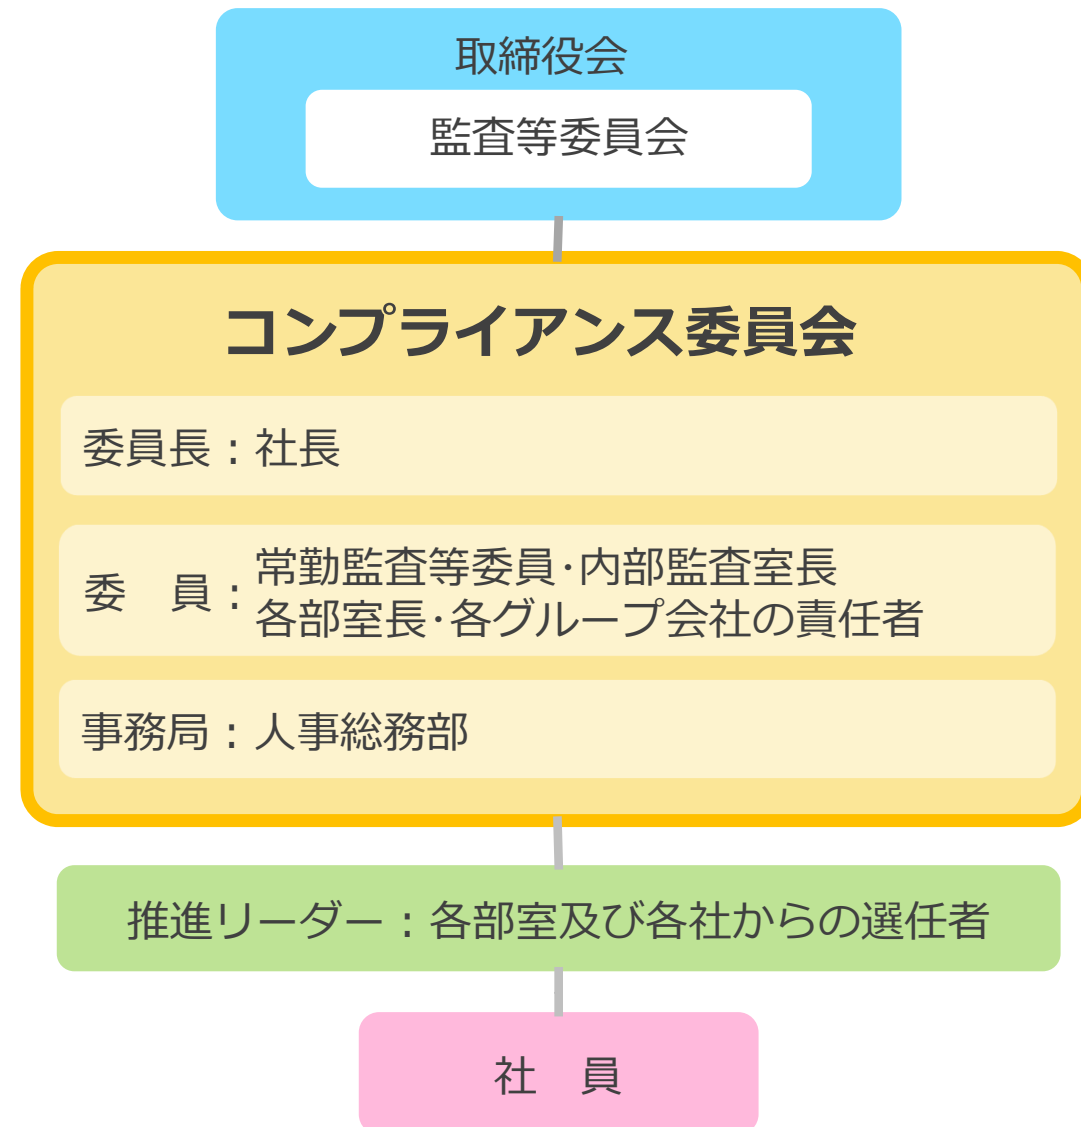 取締役会
監査等委員会
コンプライアンス委員会
委員長：社長
委　員：常勤監査等委員･内部監査室長
各部室長･各グループ会社の責任者
事務局：人事総務部
推進リーダー：各部室及び各社からの選任者
社　員